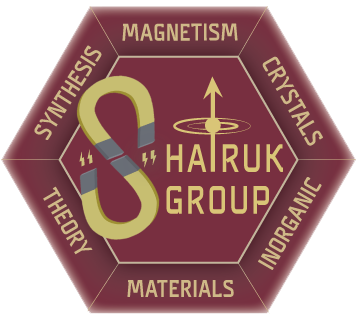 MAGNETISM
SYNTHESIS
CRYSTALS
SHATRUK
GROUP
THEORY
INORGANIC
MATERIALS